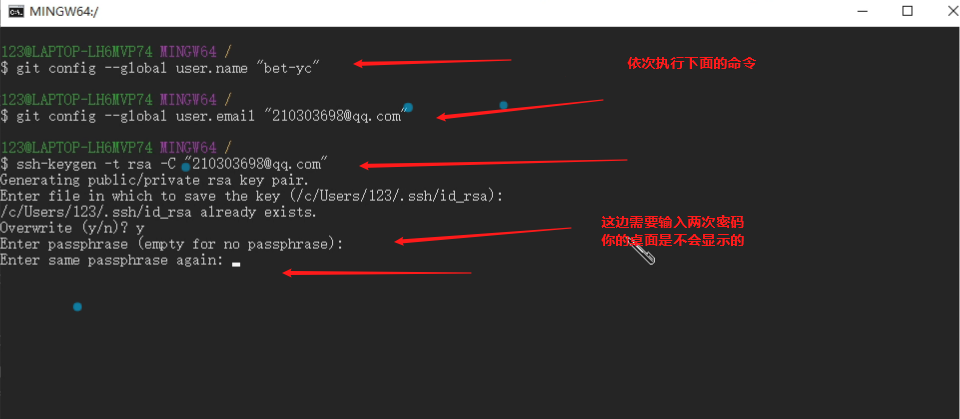 MINGW64:/
123@LAPTOP-LH6MVP74 MINGW64 /
$ git config --global user.name "bet-yc"
依次执行下面的命令
123@LAPTOP-LH6MVP74 MINGW64 /
$ git config --global user.email "210303698@qq.com"
123@LAPTOP-LH6MVP74 MINGW64 /
$ ssh-keygen -t rsa -C "210303698@qq.com"
Generating public/private rsa key pair.
Enter file in which to save the key (/c/Users/123/.ssh/id_rsa):
/c/Users/123/.ssh/id_rsa already exists.
Overwrite (y/n)? y
Enter passphrase (empty for no passphrase):
Enter same passphrase again:
这边需要输入两次密码
你的桌面是不会显示的